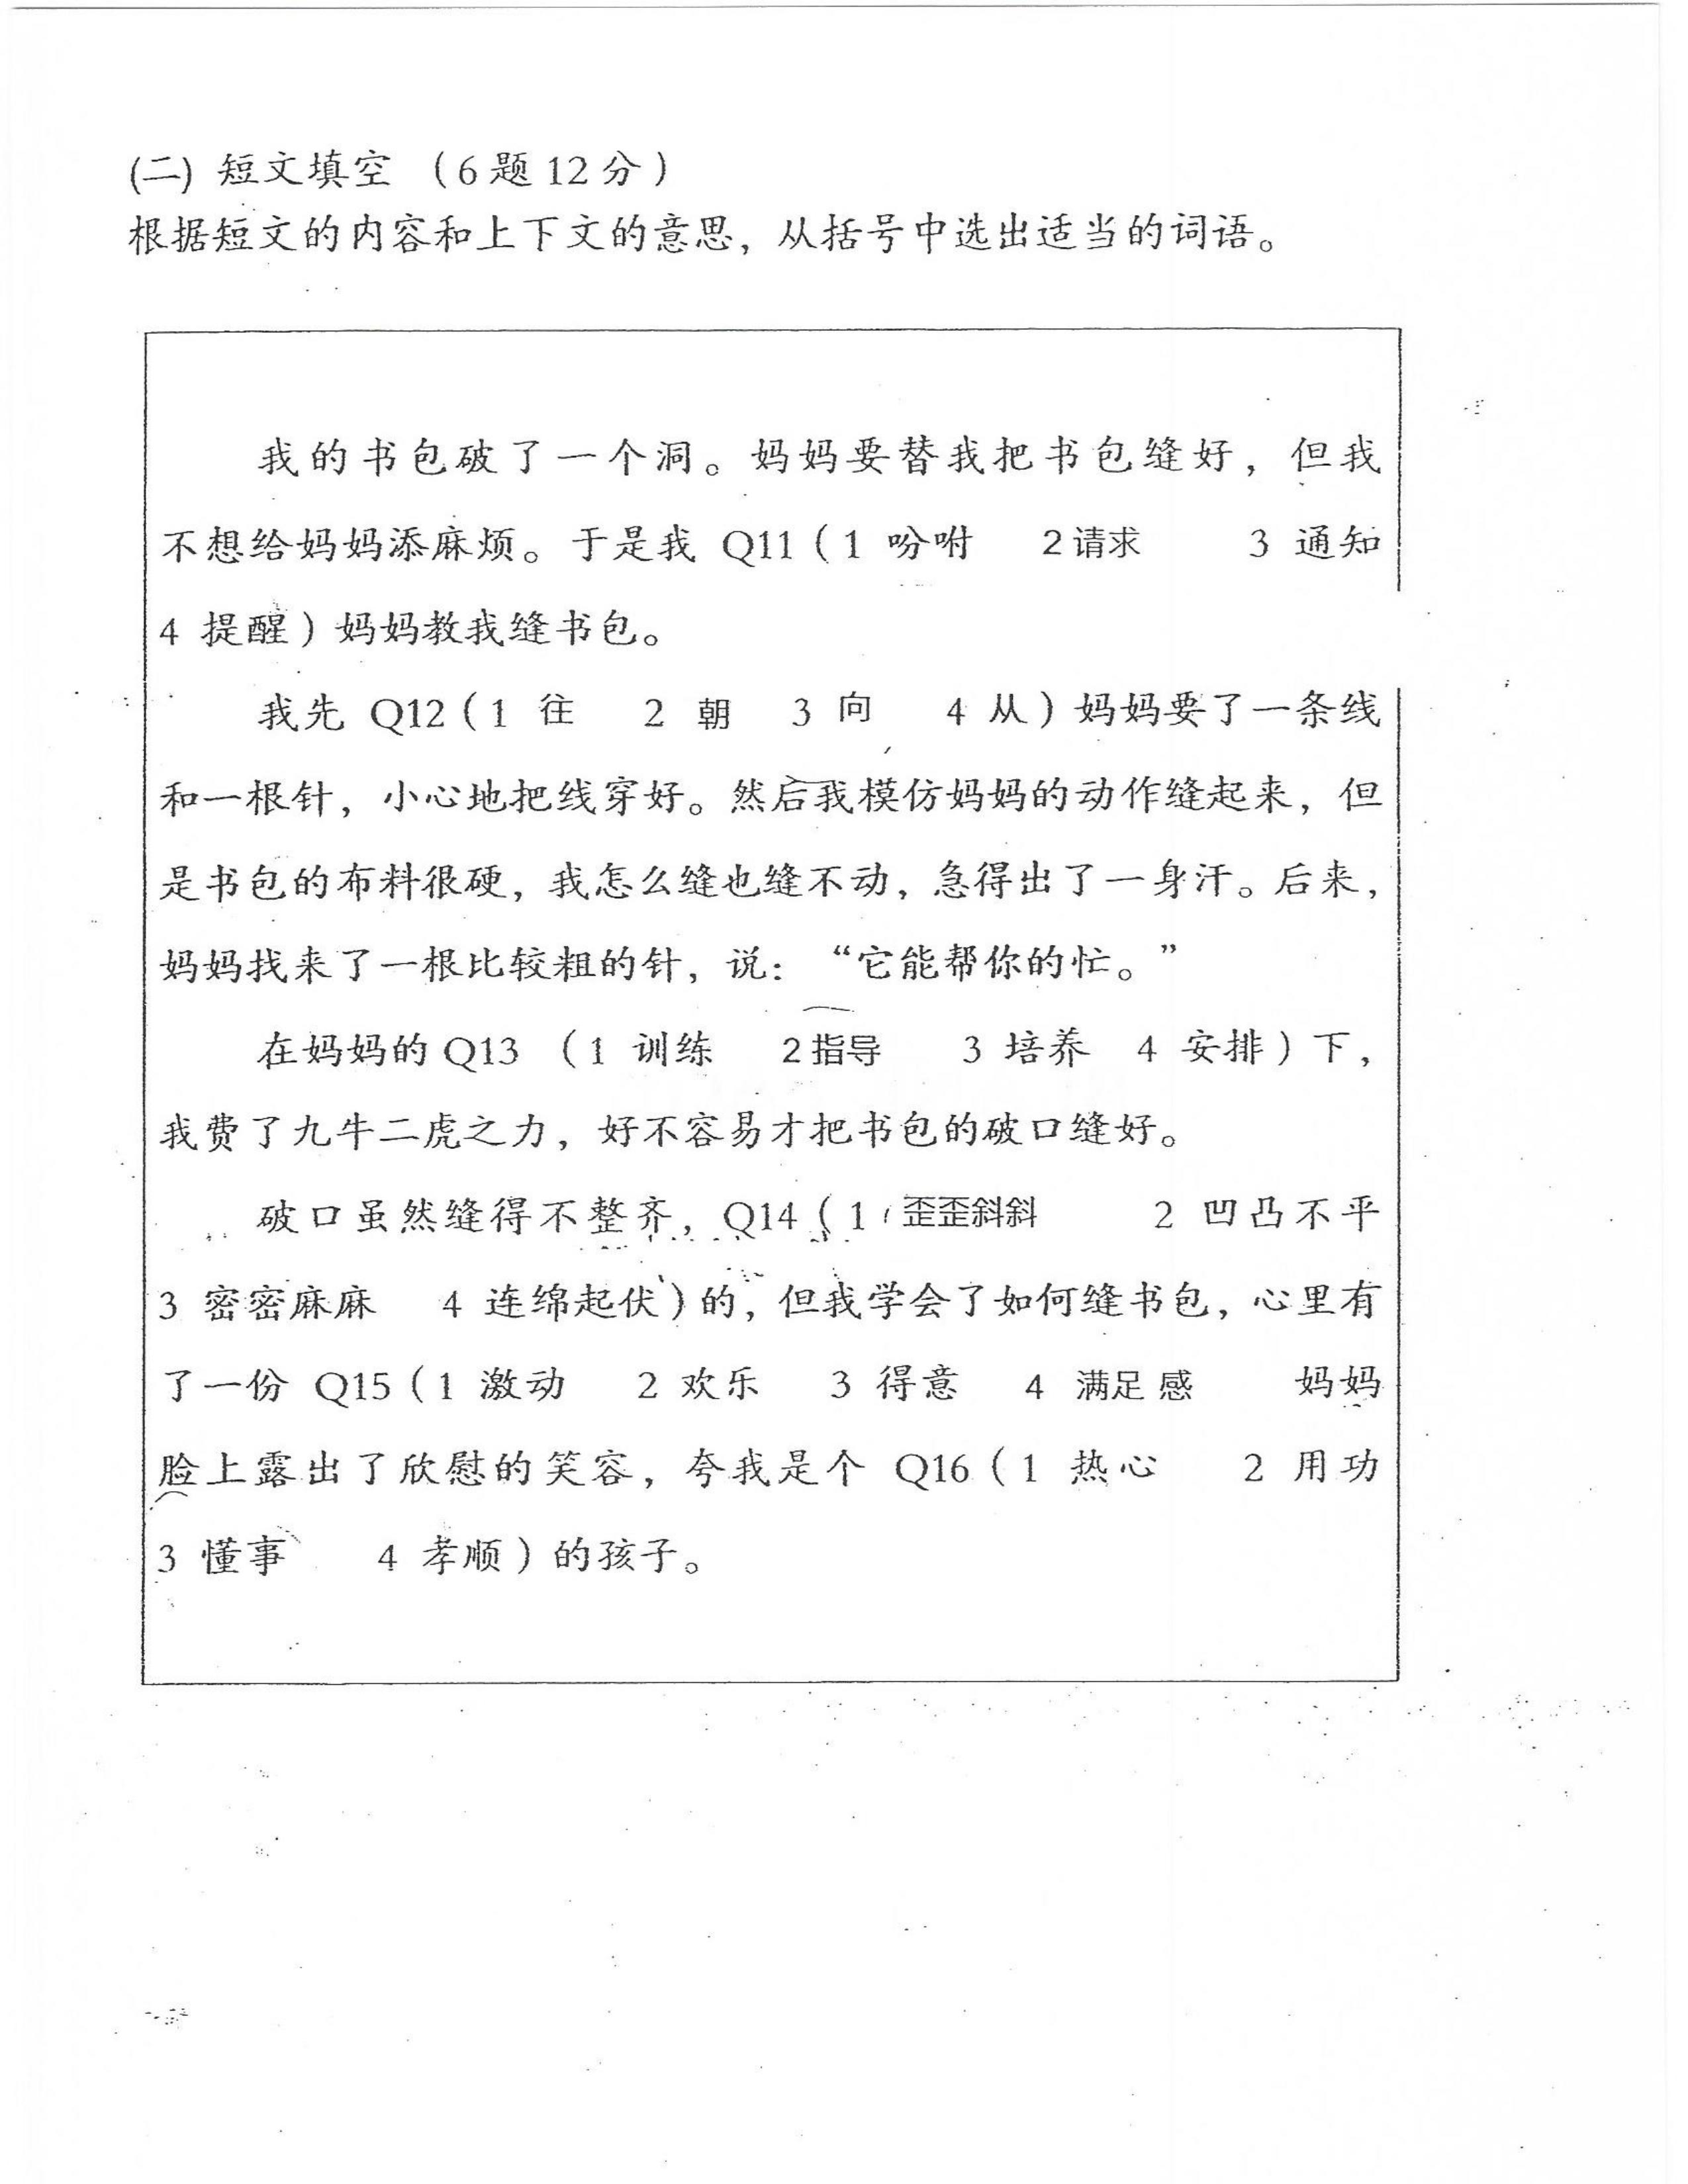 (二) 短文填空 （6题12分）
根据短文的内容和上下文的意思，从括号中选出适当的词语。
我的书包破了一个洞。妈妈要替我把书包缝好，但我
不想给妈妈添麻烦。于是我 Q11（1 吩咐 2请求 3 通知
4 提醒）妈妈教我缝书包。
我先 Q12（1 往 2 朝 3 向 4 从）妈妈要了一条线
和一根针，小心地把线穿好。然后我模仿妈妈的动作缝起来，但
是书包的布料很硬，我怎么缝也缝不动，急得出了一身汗。后来，
妈妈找来了一根比较粗的针，说：“它能帮你的忙。”
在妈妈的Q13 （1 训练 2指导 3 培养 4 安排）下，
我费了九牛二虎之力，好不容易才把书包的破口缝好。
破口虽然缝得不整齐，Q14（1 歪歪斜斜 2 凹凸不平
3 密密麻麻 4 连绵起伏）的，但我学会了如何缝书包，心里有
了一份 Q15（1 激动 2 欢乐 3 得意 4 满足感 妈妈
脸上露出了欣慰的笑容，夸我是个 Q16（1 热心 2 用功
3 懂事 4 孝顺）的孩子。